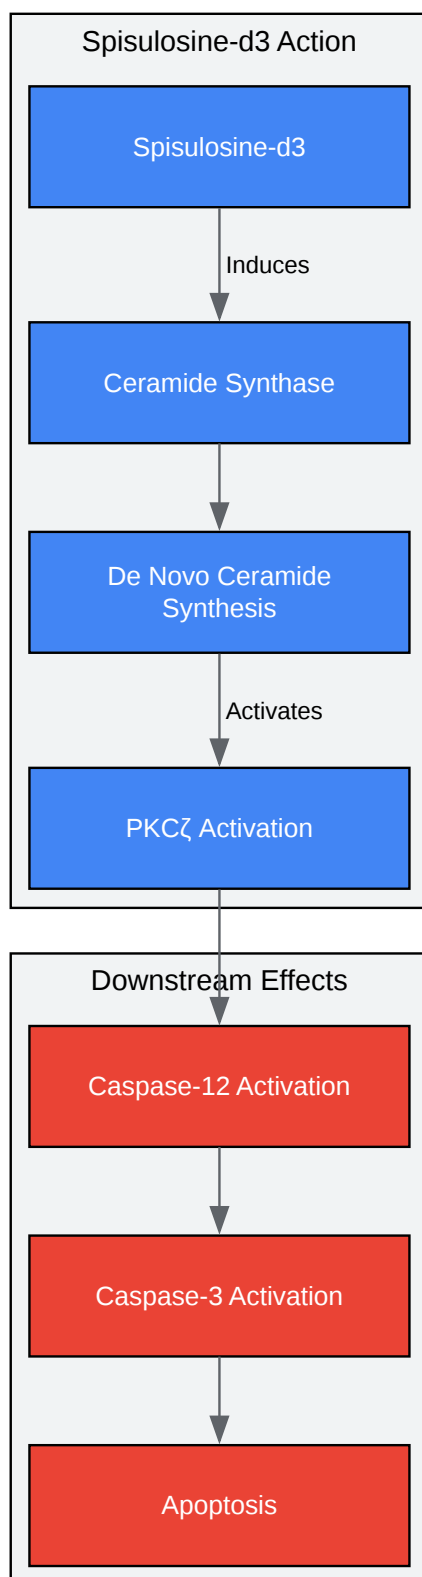 Spisulosine-d3 Action
Spisulosine-d3
Induces
Ceramide Synthase
De Novo Ceramide
Synthesis
Activates
PKCζ Activation
Downstream Effects
Caspase-12 Activation
Caspase-3 Activation
Apoptosis